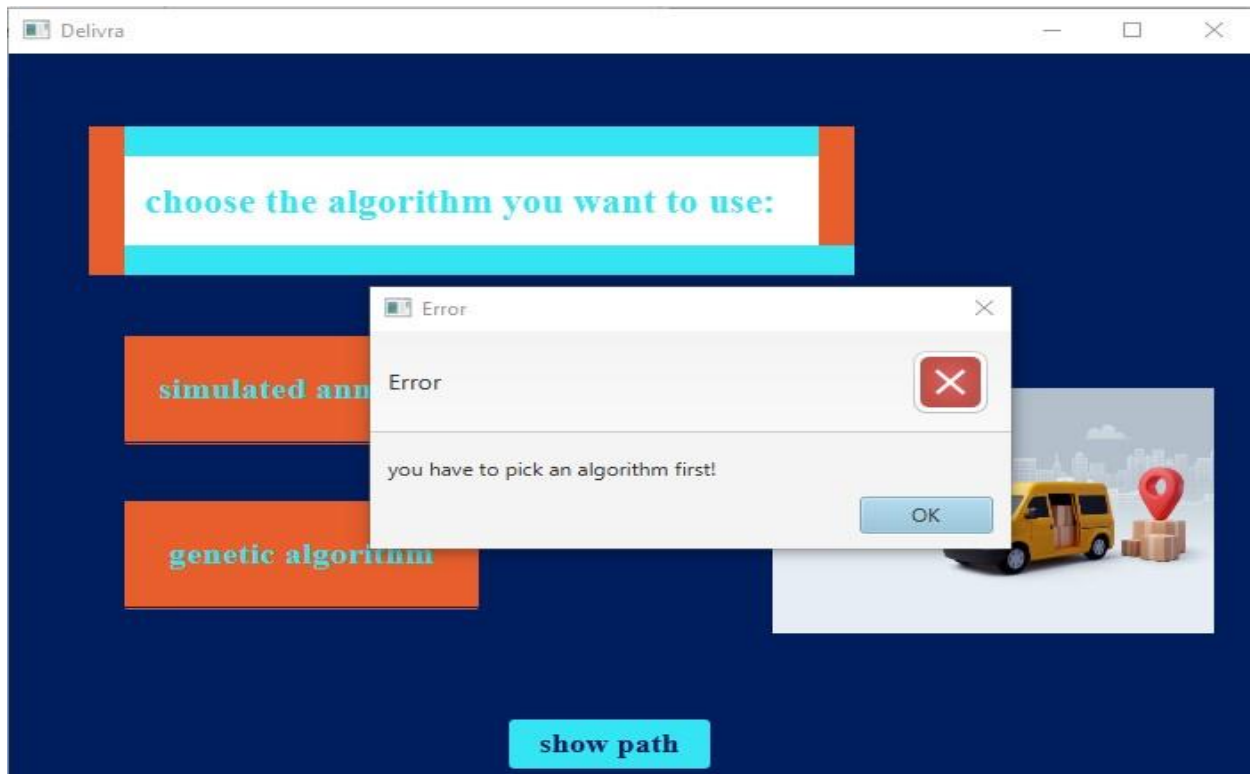 Delivra
choose the algorithm you want to use:
Error
Error
simulated
you have to pick an algorithm first!
OK
genetic algorithm
show path